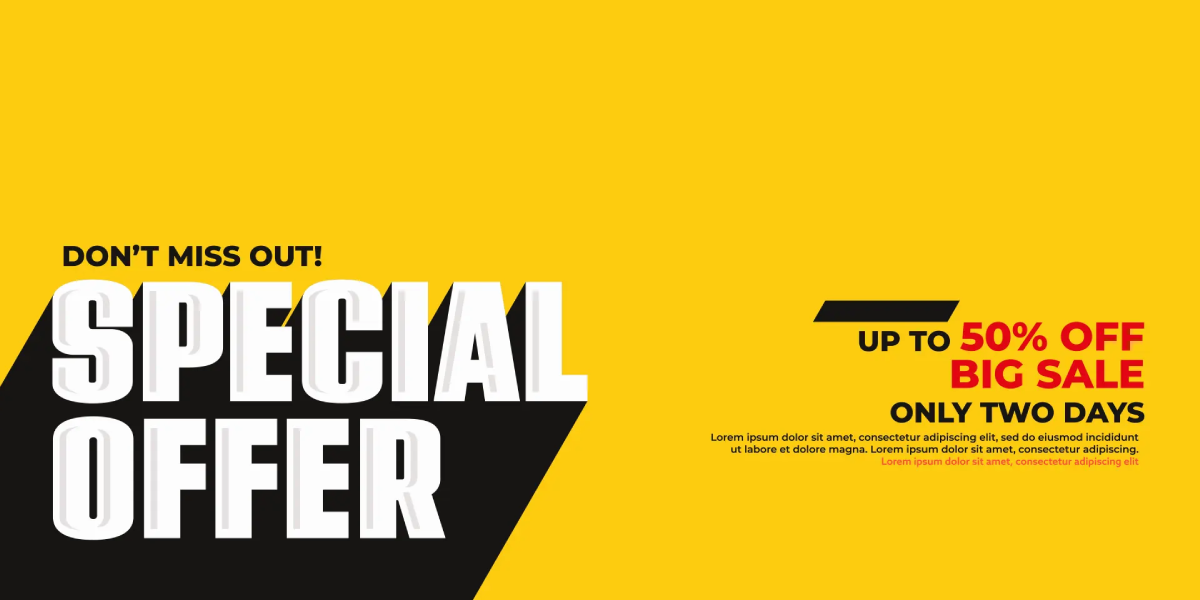 DON’T MISS OUT!
SPECIAL
OFFER
UP TO 50% OFF
BIG SALE
ONLY TWO DAYS
Lorem ipsum dolor sit amet, consectetur adipiscing elit, sed do eiusmod incididunt
ut labore et dolore magna. Lorem ipsum dolor sit amet, consectetur adipiscing.
Lorem ipsum dolor sit amet, consectetur adipiscing elit